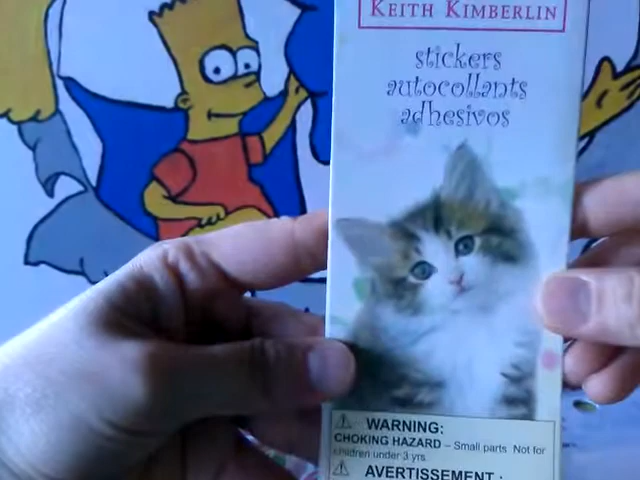 KEITH KIMBERLIN
stickers
autocollants
adhesivos
WARNING:
CHOKING HAZARD – Small parts Not for
children under 3 yrs.
AVERTISSEMENT :